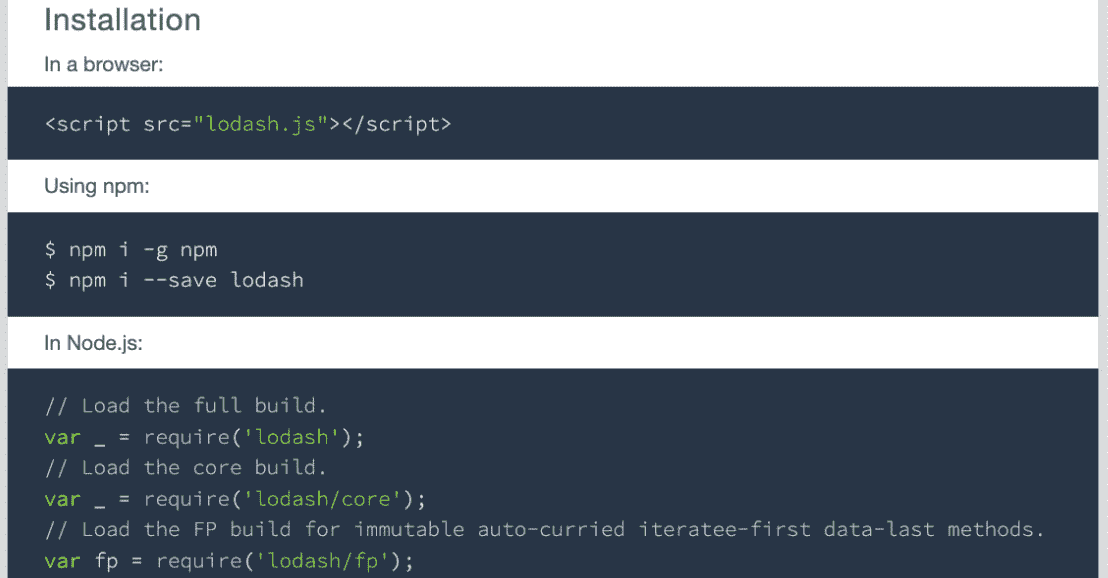 Installation
In a browser:
<script src="lodash.js"></script>
Using npm:
$ npm i -g npm
$ npm i --save lodash
In Node.js:
// Load the full build.
var _ = require('lodash');
// Load the core build.
var _ = require('lodash/core');
// Load the FP build for immutable auto-curried iteratee-first data-last methods.
var fp = require('lodash/fp');